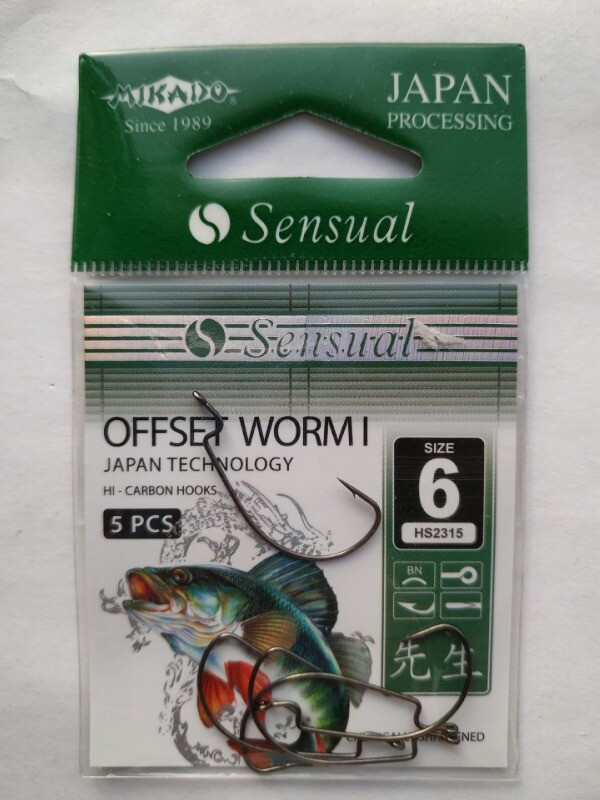 MIKADO®
Since 1989
JAPAN
PROCESSING
Sensual
Sensual
OFFSET WORM I
JAPAN TECHNOLOGY
HI - CARBON HOOKS
5 PCS
SIZE
6
HS2315
BN
先生